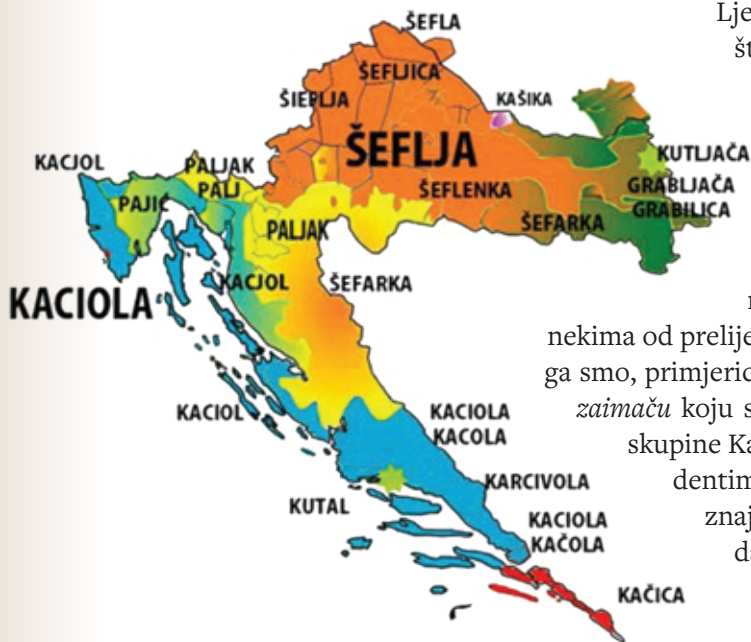 Lje
št
ŠEFLA
ŠEFLJICA
ŠIEFLJA
KAŠIKA
ŠEFLJA
KUTLJAČA
KACJOL
PALJAK
PALJ
ŠEFLENKA
GRABLJAČA
PAJIĆ
GRABILICA
PALJAK
ŠEFARKA
KACJOL
ŠEFARKA
KACIOLA
nekima od prelije
ga smo, primjeric
zaimaču koju s
KACIOL
KACIOLA
KACOLA
skupine Ka
KARCIVOLA
dentim
KUTAL
KACIOLA
KAČOLA
znaj
da
KAČICA